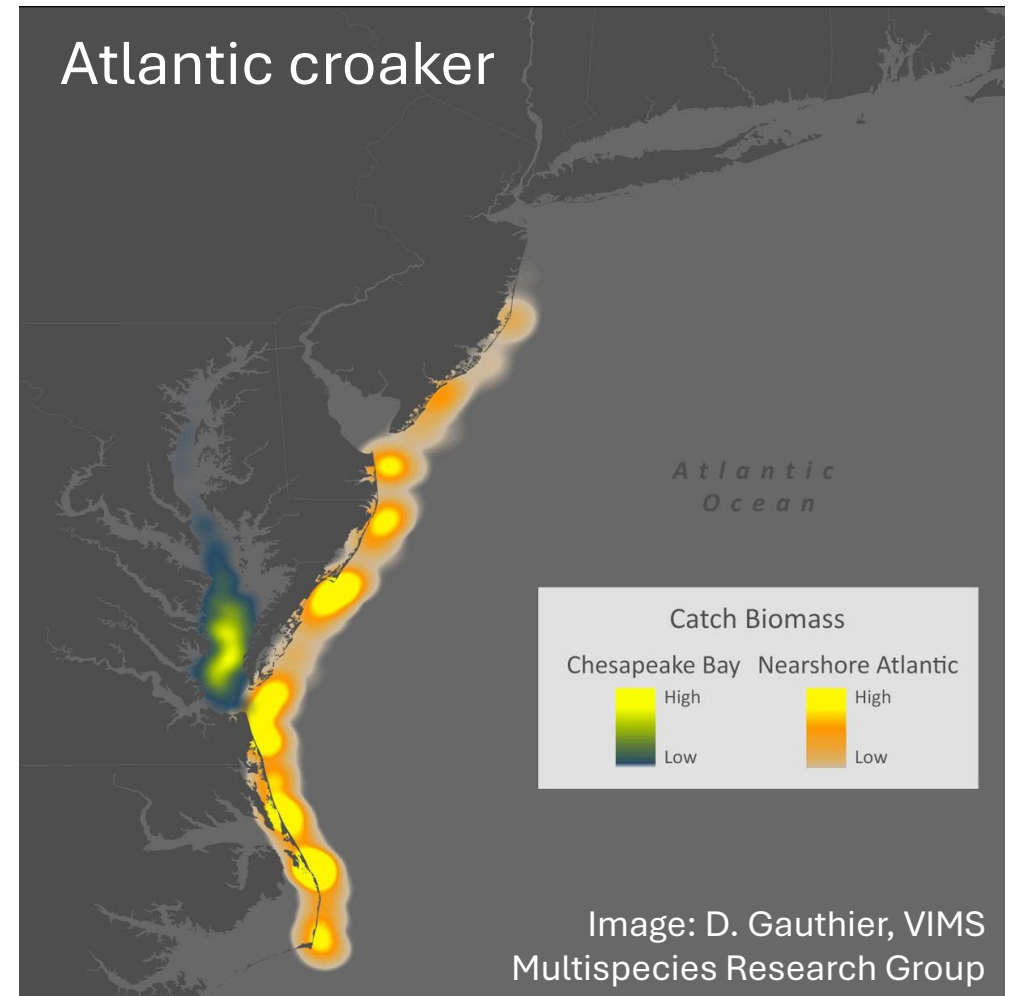 Atlantic croaker
Atlantic
Ocean
Catch Biomass
Chesapeake Bay Nearshore Atlantic
High High
Low Low
Image: D. Gauthier, VIMS
Multispecies Research Group